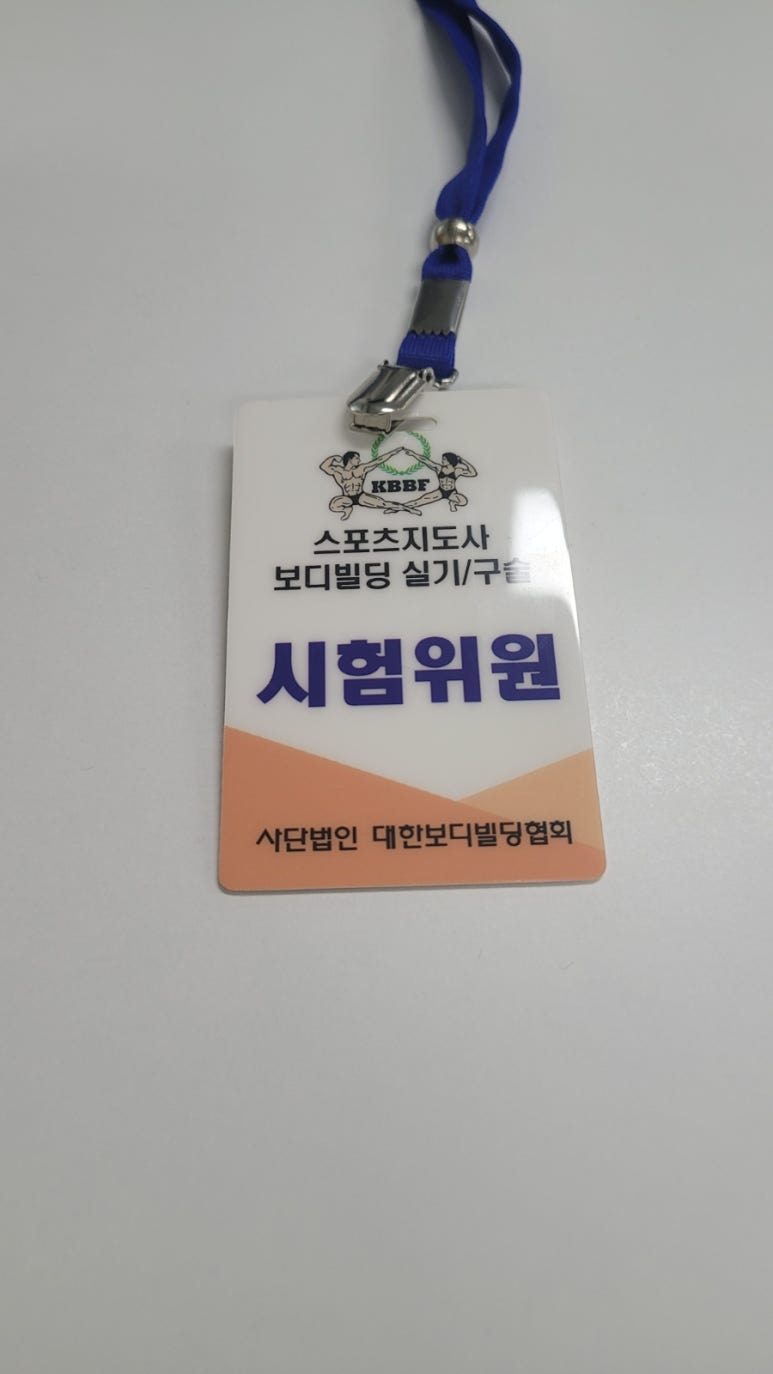 KBBF
스포츠지도사
보디빌딩 실기/구술
시험위원
사단법인 대한보디빌딩협회